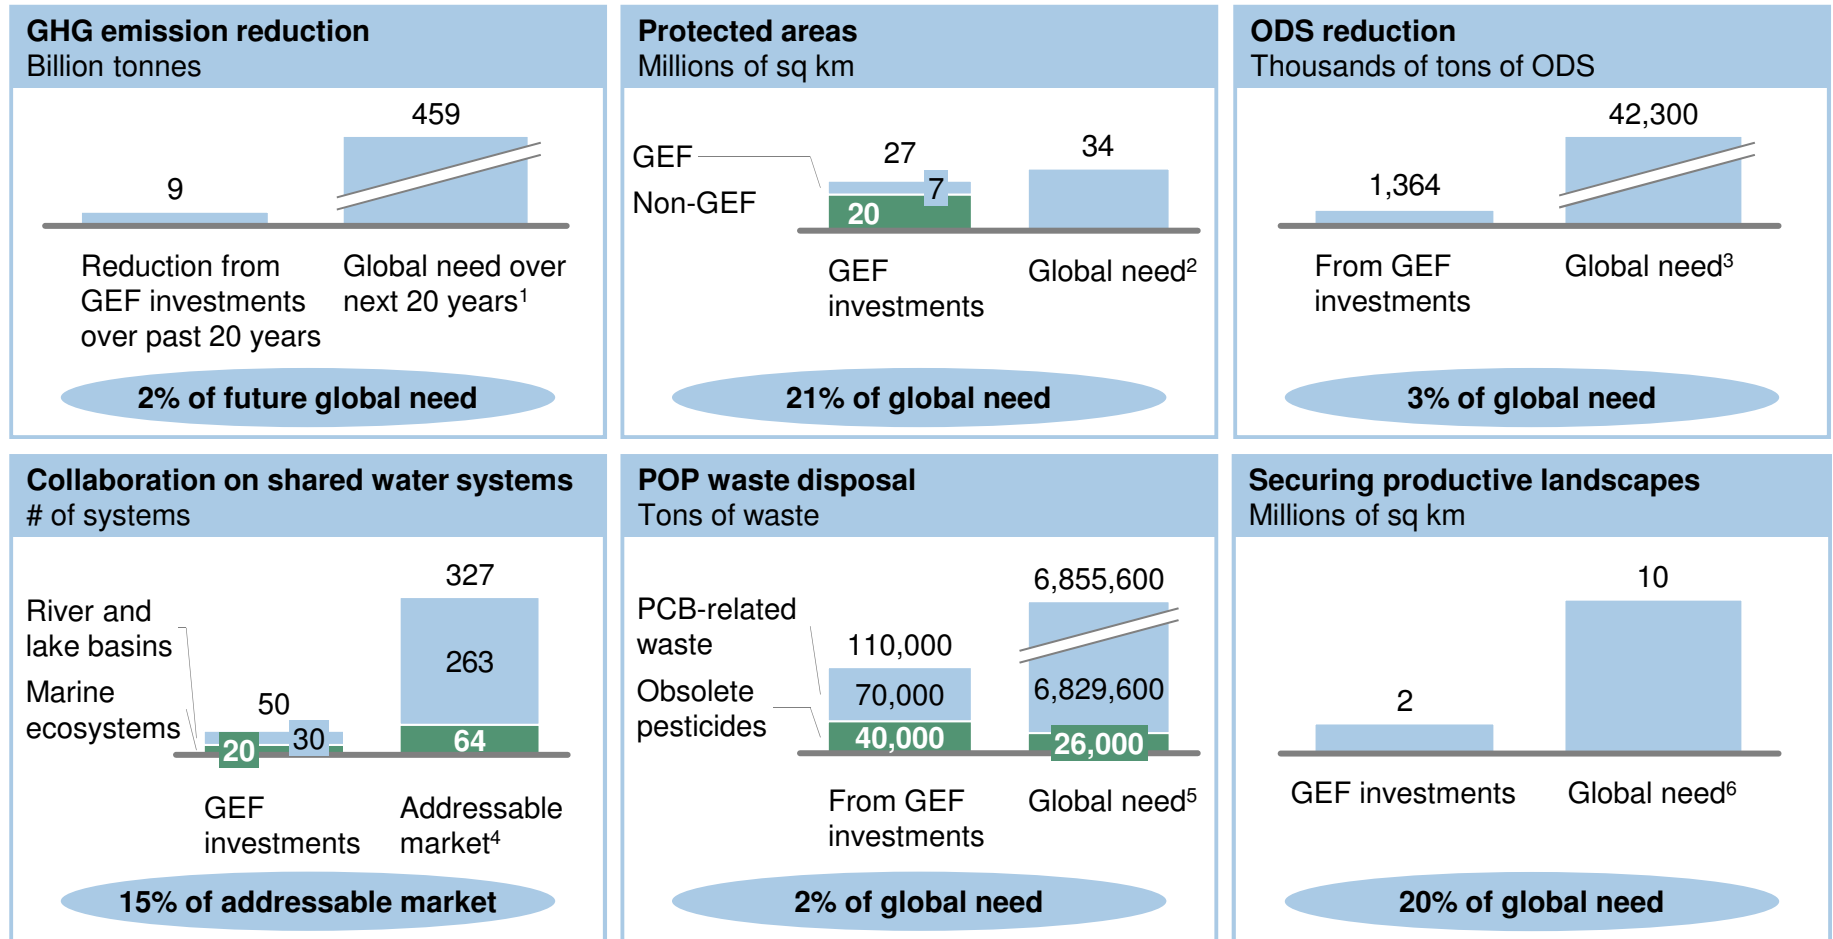 GHG emission reduction
Billion tonnes
459
9
Reduction from
GEF investments
over past 20 years
Global need over
next 20 years¹
2% of future global need
Protected areas
Millions of sq km
GEF
Non-GEF
27
7
20
34
GEF
investments
Global need²
21% of global need
ODS reduction
Thousands of tons of ODS
42,300
1,364
From GEF
investments
Global need³
3% of global need
Collaboration on shared water systems
# of systems
River and
lake basins
Marine
ecosystems
50
30
20
327
263
64
GEF
investments
Addressable
market⁴
15% of addressable market
POP waste disposal
Tons of waste
PCB-related
waste
Obsolete
pesticides
110,000
70,000
40,000
6,855,600
6,829,600
26,000
From GEF
investments
Global need⁵
2% of global need
Securing productive landscapes
Millions of sq km
10
2
GEF investments
Global need⁶
20% of global need